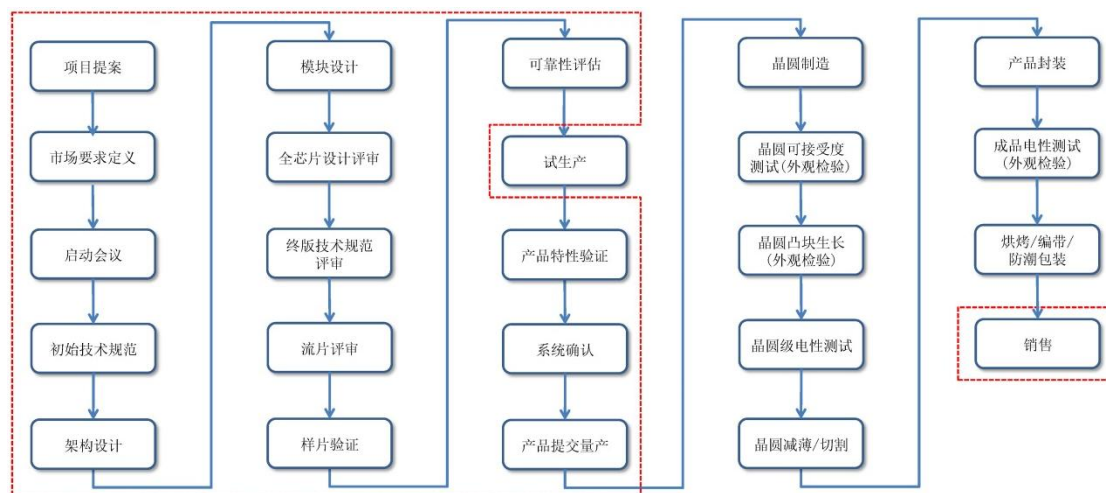 项目提案
市场要求定义
启动会议
初始技术规范
架构设计
模块设计
全芯片设计评审
终版技术规范
评审
流片评审
样片验证
可靠性评估
试生产
产品特性验证
系统确认
产品提交量产
晶圆制造
晶圆可接受度
测试(外观检验)
晶圆凸块生长
(外观检验)
晶圆级电性测试
晶圆减薄/切割
产品封装
成品电性测试
(外观检验)
烘烤/编带/
防潮包装
销售